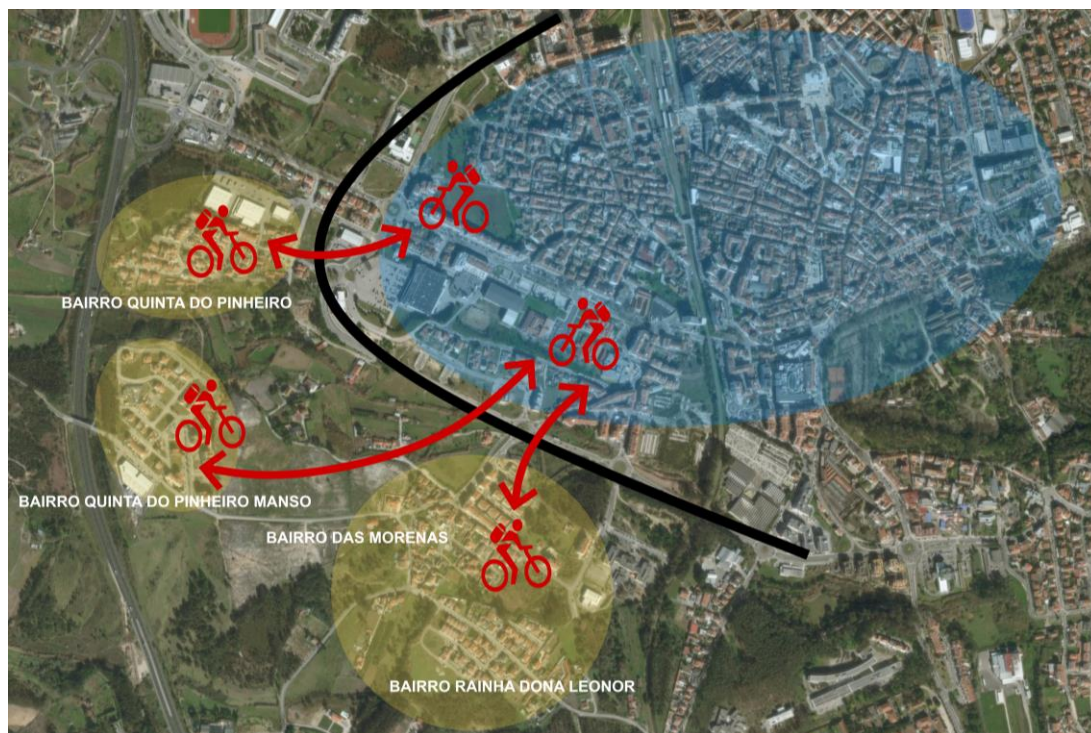 BAIRRO QUINTA DO PINHEIRO
BAIRRO QUINTA DO PINHEIRO MANSO
BAIRRO DAS MORENAS
BAIRRO RAINHA DONA LEONOR